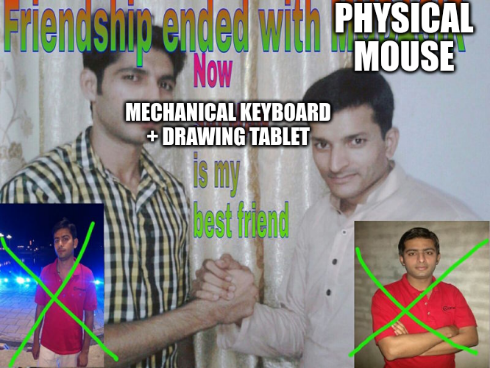 Friendship ended with
PHYSICAL
MOUSE
Now
MECHANICAL KEYBOARD
+ DRAWING TABLET
is my
best friend